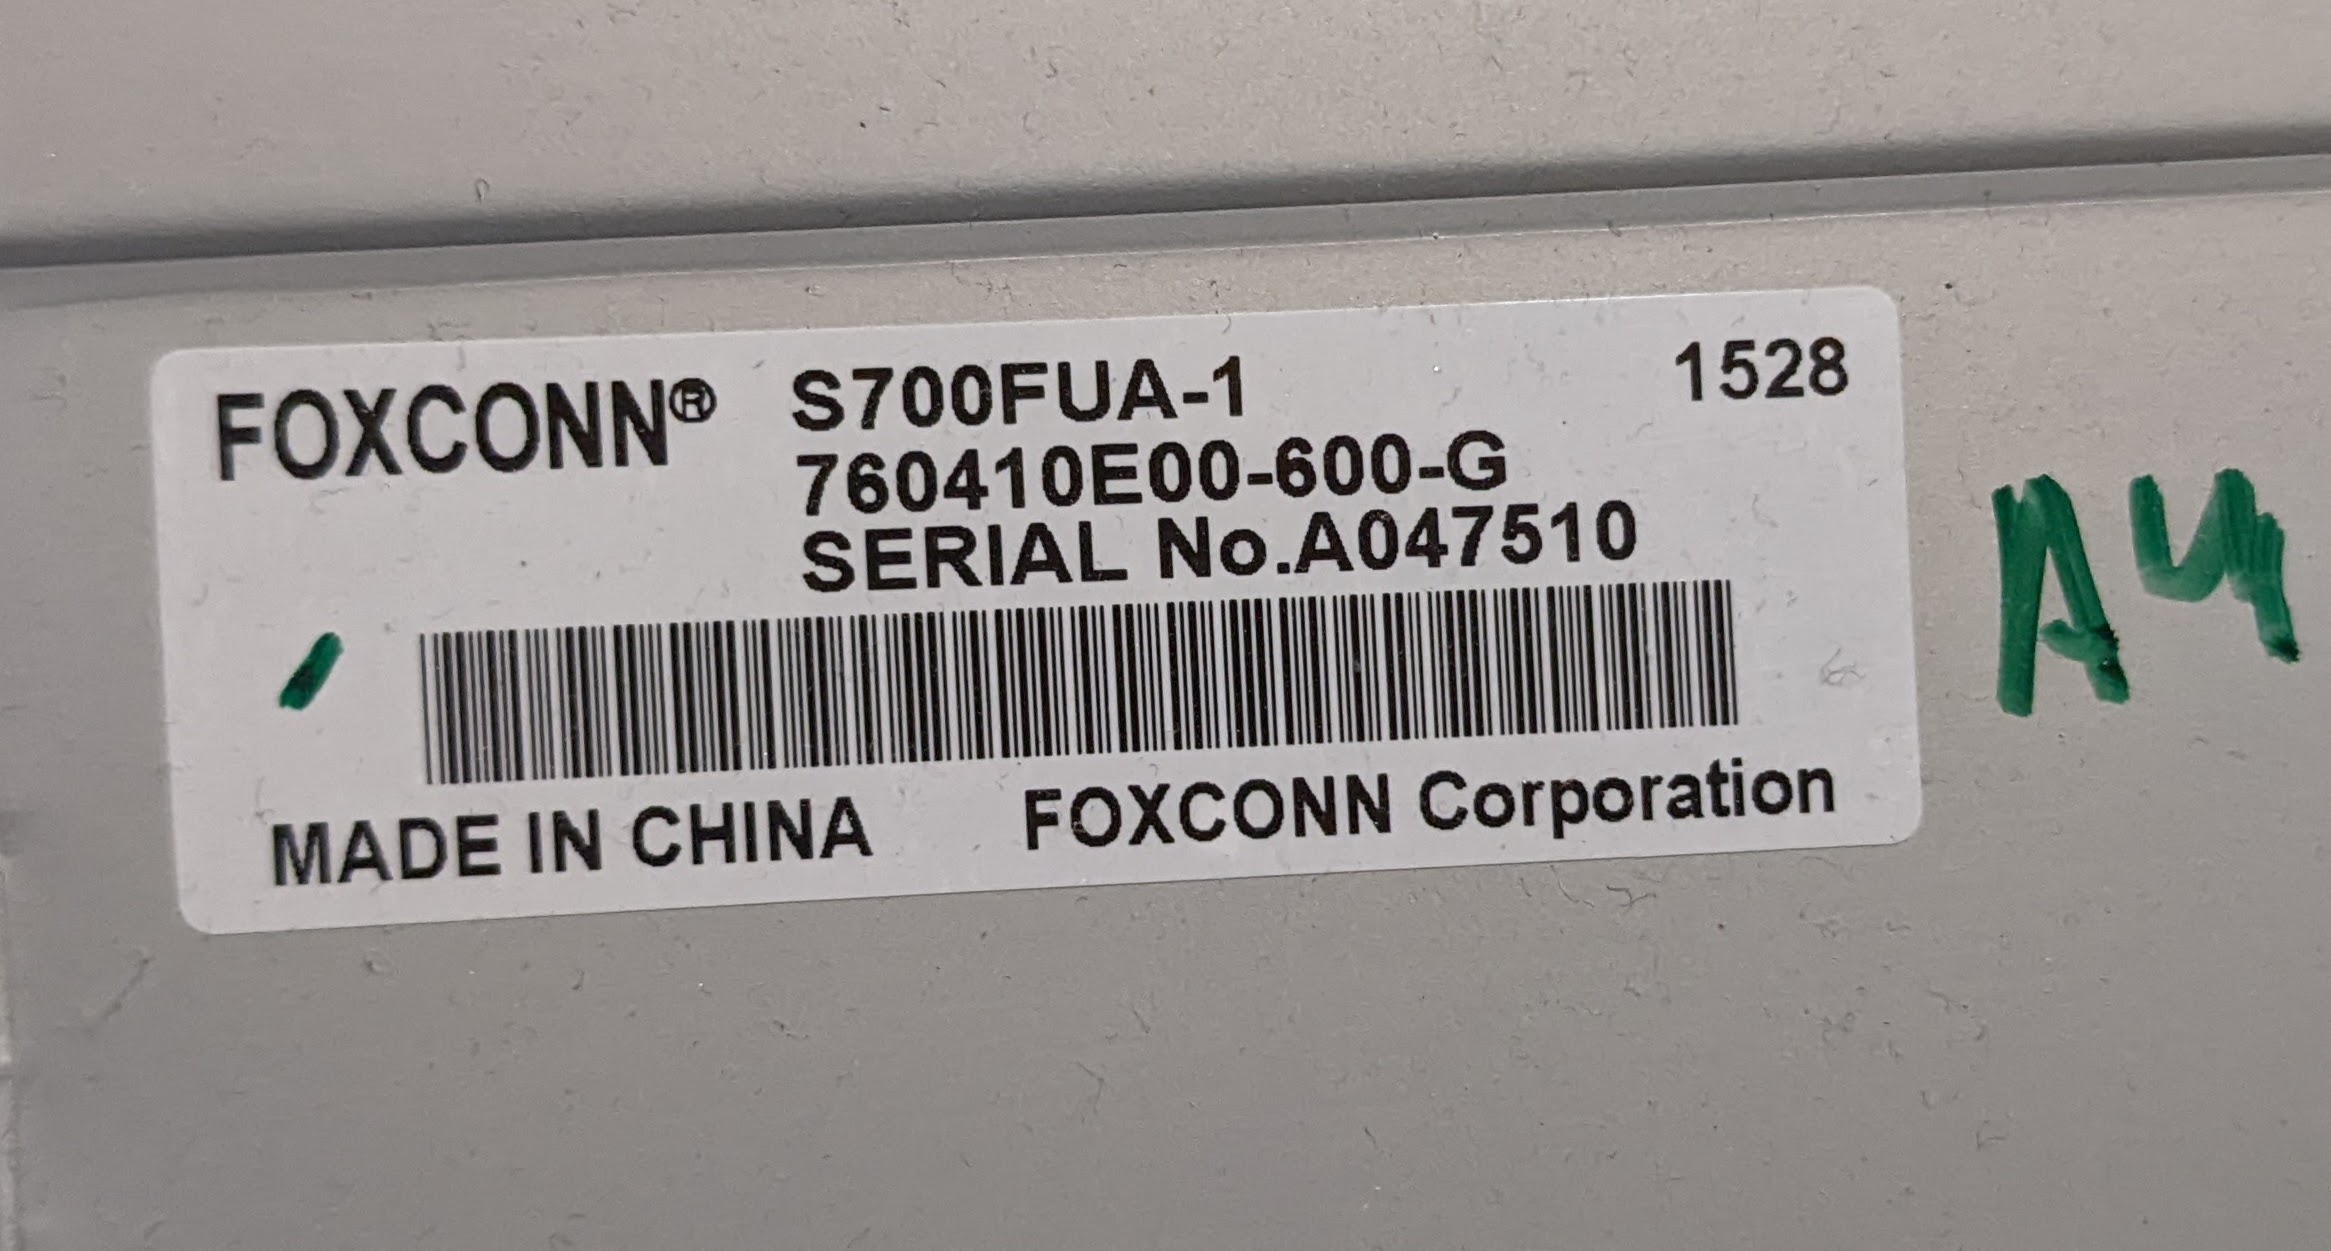 FOXCONN® S700FUA-1 1528
760410E00-600-G
SERIAL No.A047510
A4
MADE IN CHINA FOXCONN Corporation